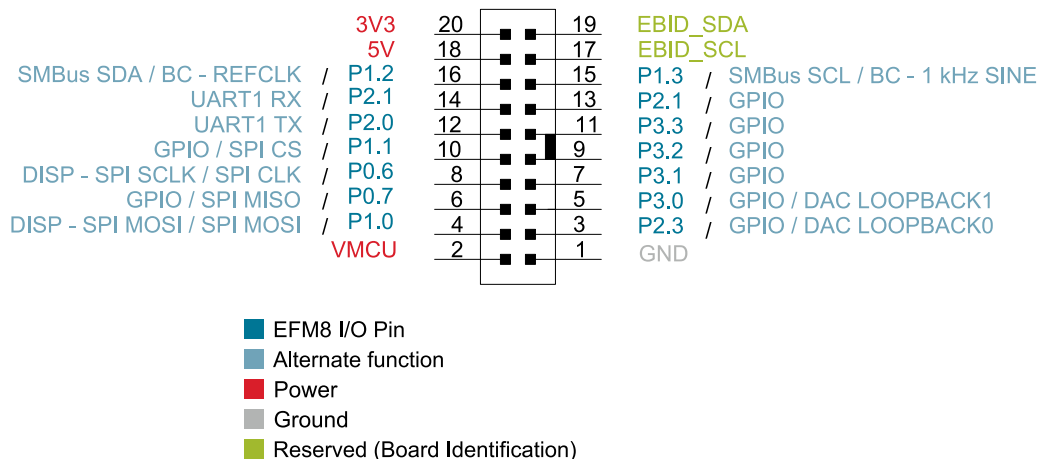 3V3 20 19 EBID_SDA
5V 18 17 EBID_SCL
SMBus SDA / BC - REFCLK / P1.2 16 15 P1.3 / SMBus SCL / BC - 1 kHz SINE
UART1 RX / P2.1 14 13 P2.1 / GPIO
UART1 TX / P2.0 12 11 P3.3 / GPIO
GPIO / SPI CS / P1.1 10 9 P3.2 / GPIO
DISP - SPI SCLK / SPI CLK / P0.6 8 7 P3.1 / GPIO
GPIO / SPI MISO / P0.7 6 5 P3.0 / GPIO / DAC LOOPBACK1
DISP - SPI MOSI / SPI MOSI / P1.0 4 3 P2.3 / GPIO / DAC LOOPBACK0
VMCU 2 1 GND
EFM8 I/O Pin
Alternate function
Power
Ground
Reserved (Board Identification)